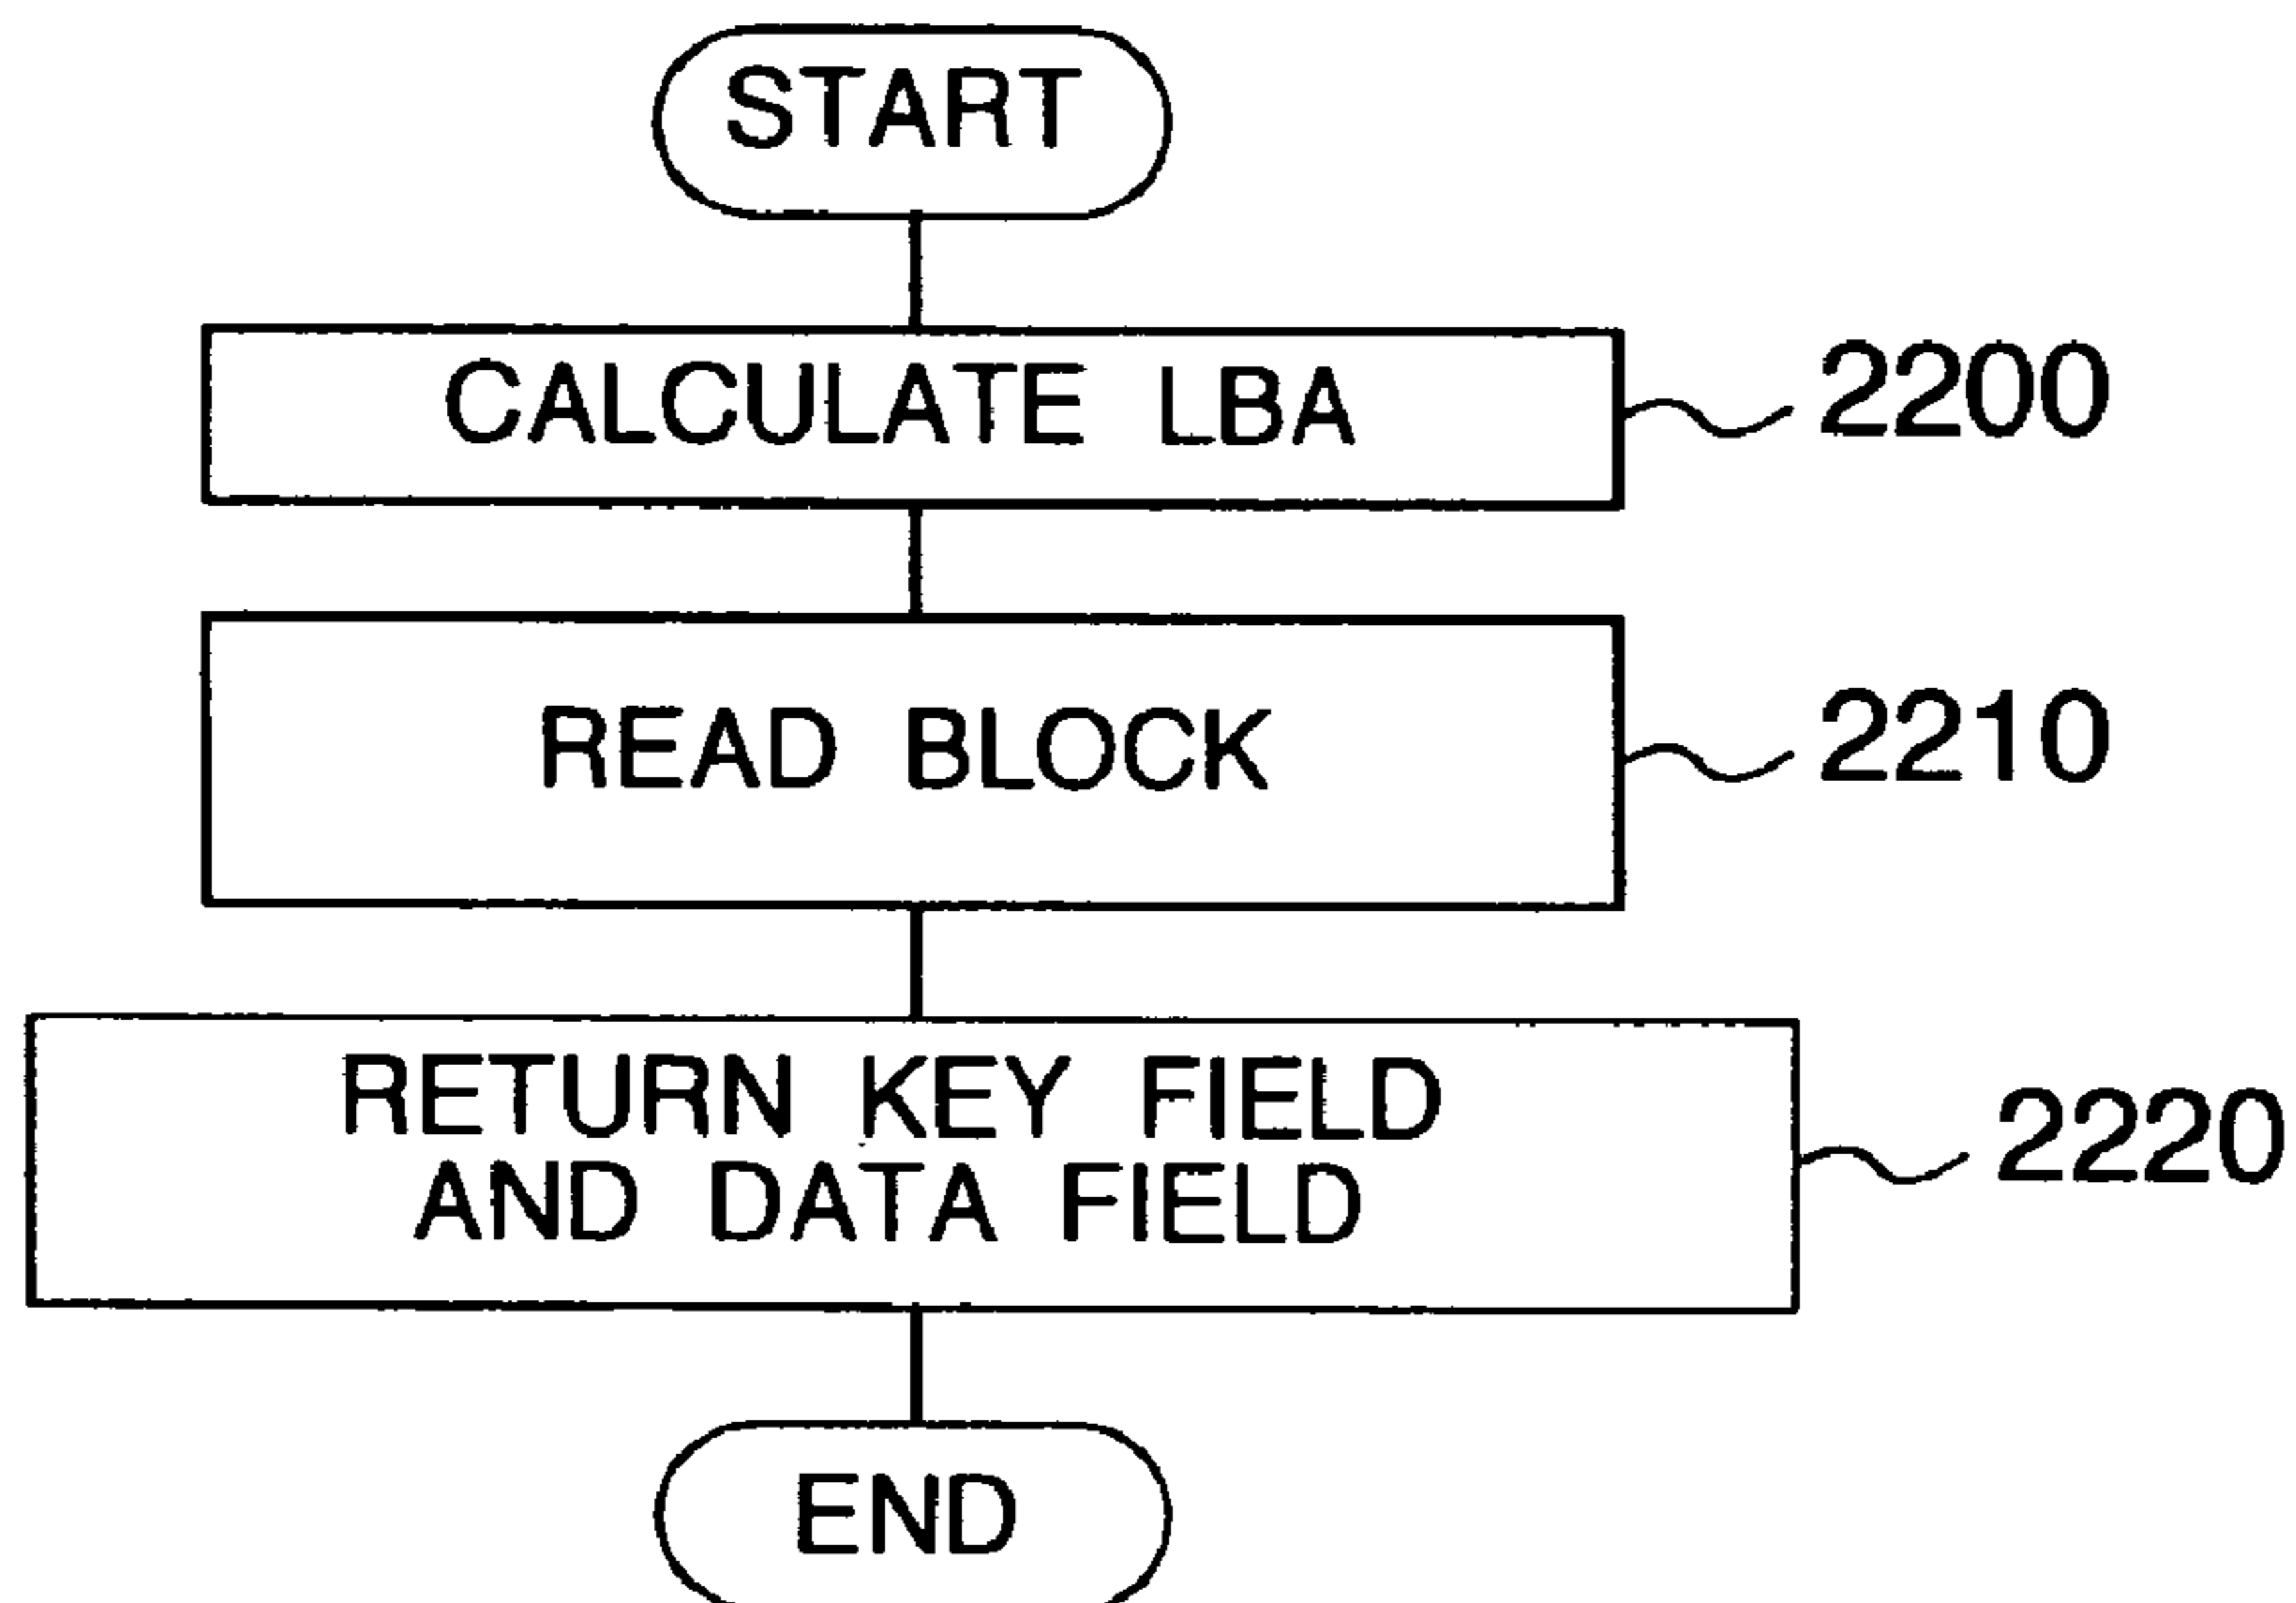 START
CALCULATE LBA
2200
READ BLOCK
2210
RETURN KEY FIELD
AND DATA FIELD
2220
END